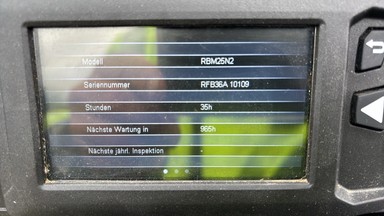 Modell RBM25N2
Seriennummer RFB36A 10109
Stunden 35h
Nächste Wartung in 965h
Nächste jährl. Inspektion -